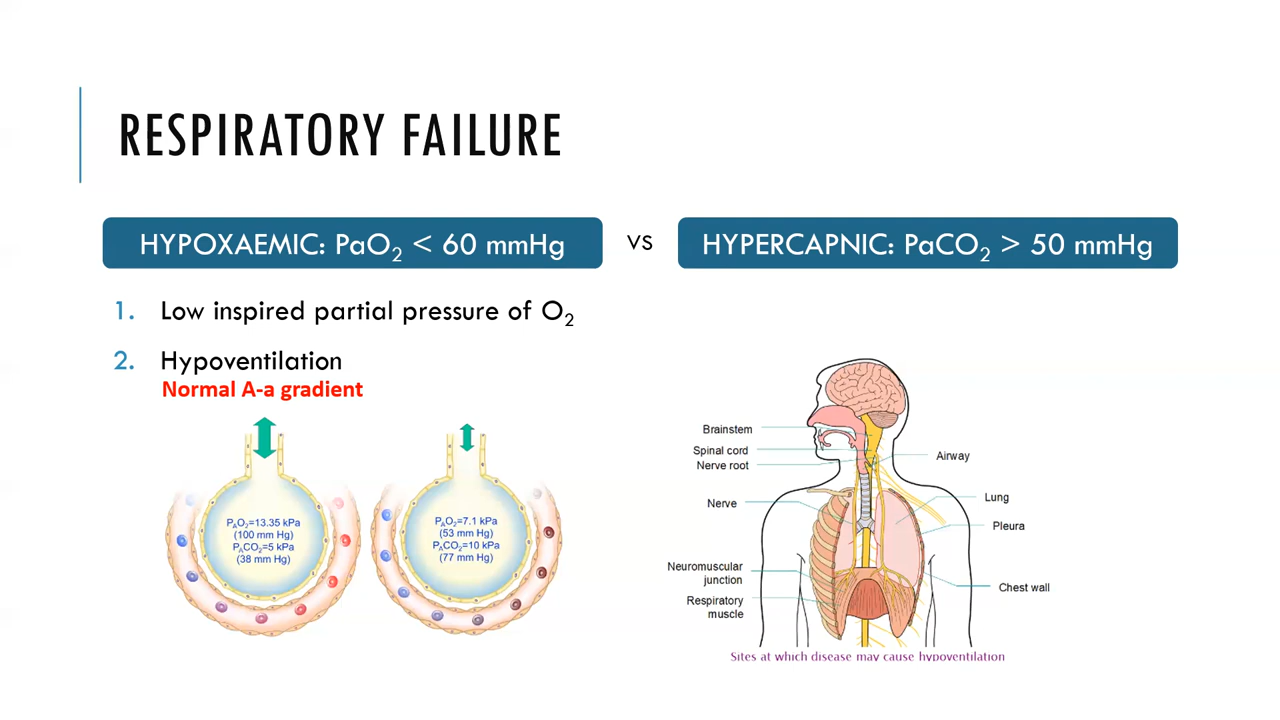 RESPIRATORY FAILURE
HYPOXAEMIC: PaO₂ < 60 mmHg
vs
HYPERCAPNIC: PaCO₂ > 50 mmHg
1. Low inspired partial pressure of O₂
2. Hypoventilation
Normal A-a gradient
PAO₂=13.35 kPa
(100 mm Hg)
PACO₂=5 kPa
(38 mm Hg)
PAO₂=7.1 kPa
(53 mm Hg)
PACO₂=10 kPa
(77 mm Hg)
Brainstem
Spinal cord
Nerve root
Airway
Nerve
Lung
Pleura
Neuromuscular
junction
Chest wall
Respiratory
muscle
Sites at which disease may cause hypoventilation